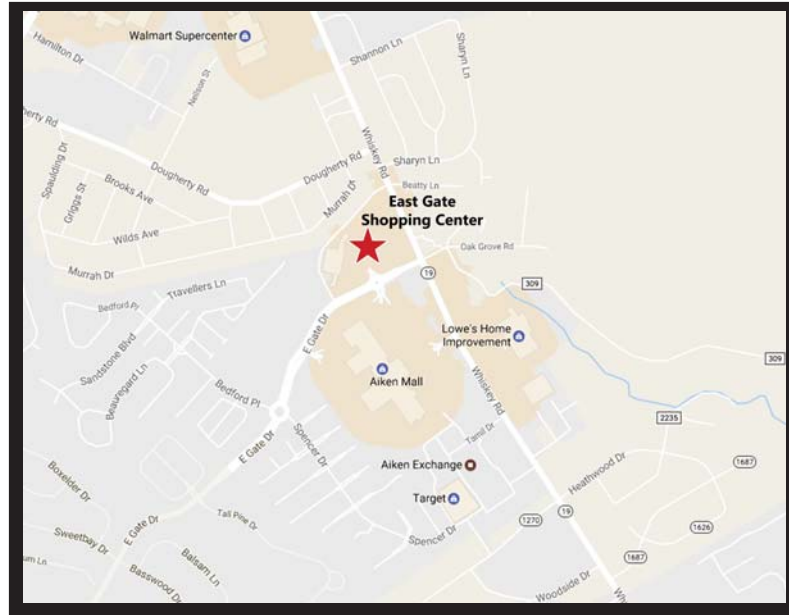 Walmart Supercenter
Hamilton Dr
Neilson St
Shannon Ln
Sharyn Ln
Whiskey Rd
Dougherty Rd
Dougherty Rd
Sharyn Ln
Spaulding Dr
Griggs St
Brooks Ave
Murrah Dr
Beatty Ln
East Gate
Shopping Center
Wilds Ave
Oak Grove Rd
Murrah Dr
19
309
Travellers Ln
Bedford Pl
E Gate Dr
Lowe's Home
Improvement
Sandstone Blvd
309
Beauregard Ln
Aiken Mall
Whiskey Rd
Bedford Pl
2235
Spencer Dr
Tamil Dr
E Gate Dr
Aiken Exchange
Heathwood Dr
1687
Boxelder Dr
Target
Tall Pine Dr
19
1270
1626
E Gate Dr
Sweetbay Dr
Spencer Dr
1687
Balsam Ln
Basswood Dr
Woodside Dr